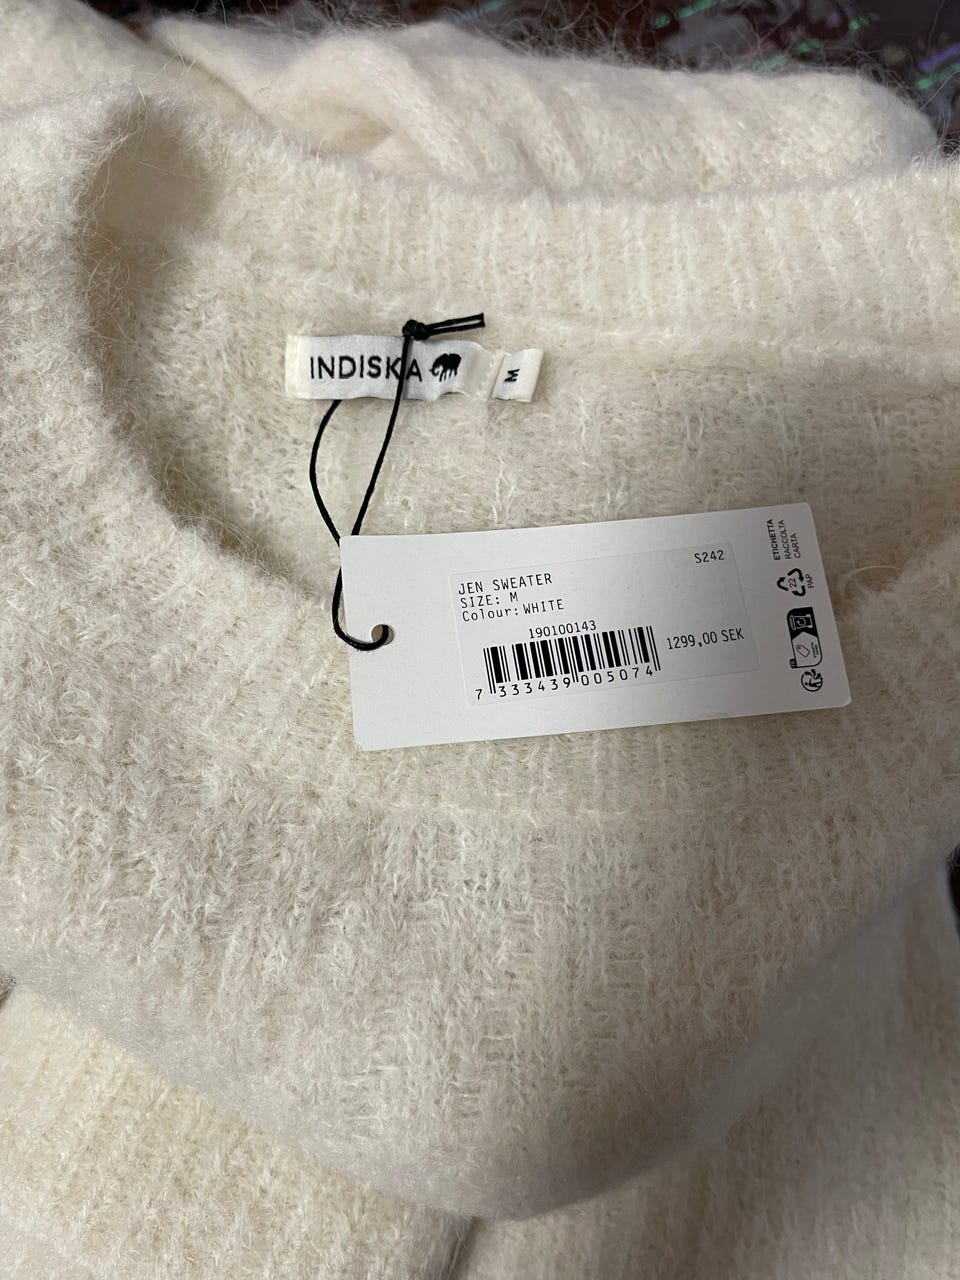 INDISKA
M
S242
JEN SWEATER
SIZE: M
Colour: WHITE
190100143
1299,00 SEK
7 333439 005074
ETICHETTA
RACCOLTA
CARTA
22
PAP